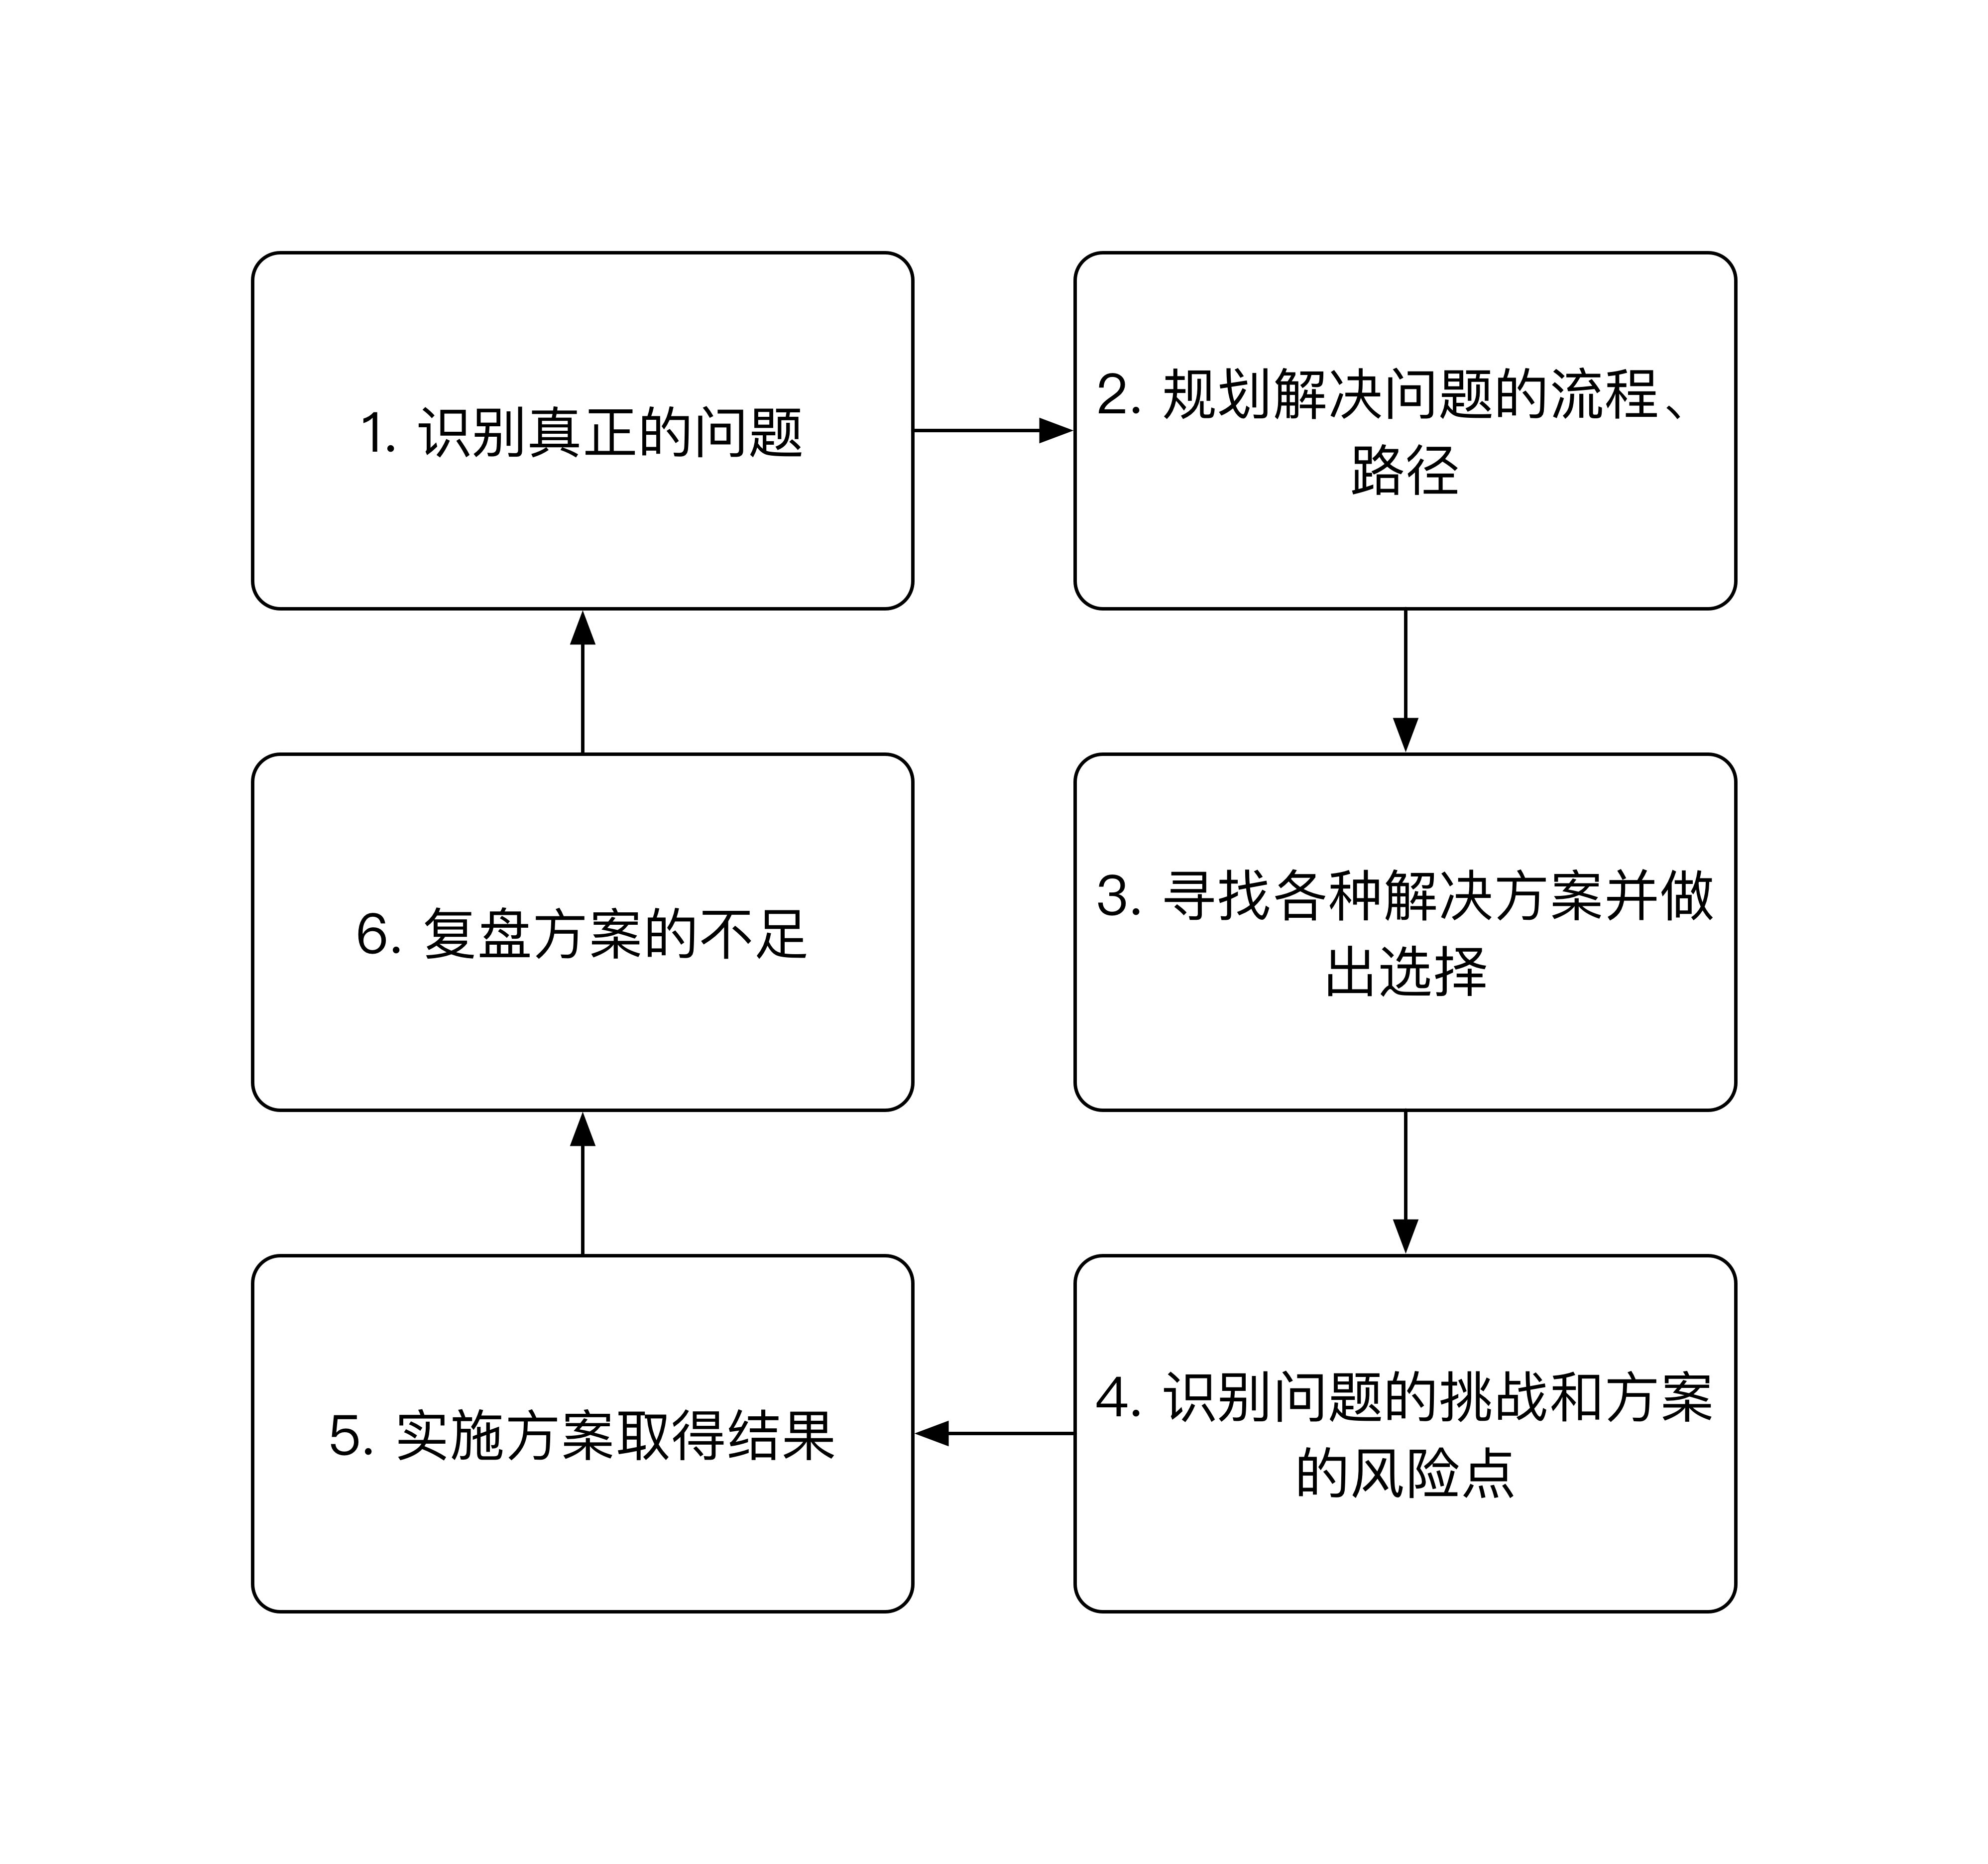 1. 识别真正的问题
2. 规划解决问题的流程、
路径
3. 寻找各种解决方案并做
出选择
4. 识别问题的挑战和方案
的风险点
5. 实施方案取得结果
6. 复盘方案的不足